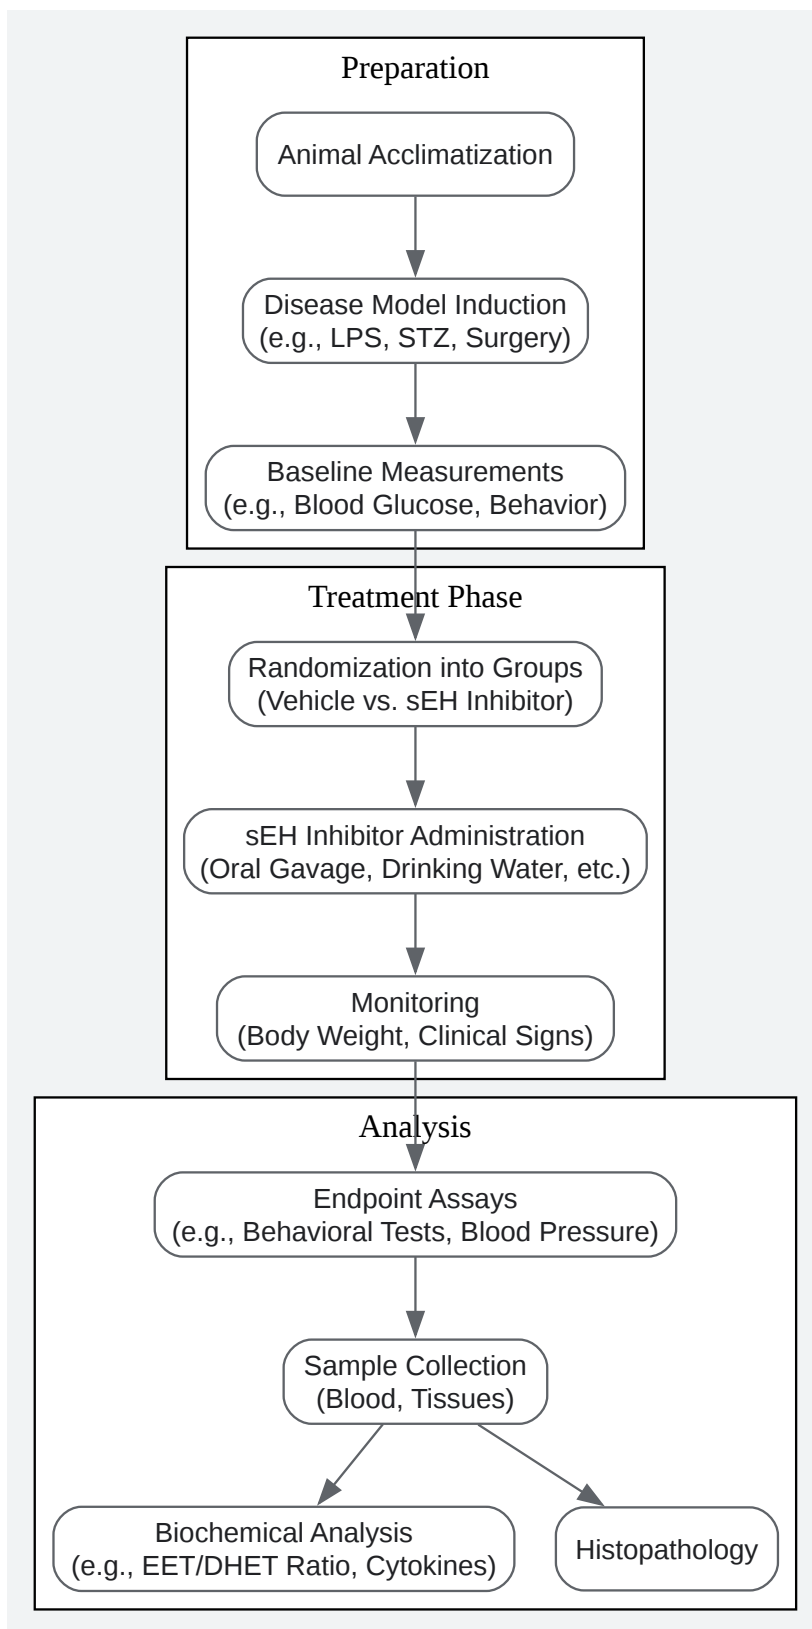 Preparation
Animal Acclimatization
Disease Model Induction
(e.g., LPS, STZ, Surgery)
Baseline Measurements
(e.g., Blood Glucose, Behavior)
Treatment Phase
Randomization into Groups
(Vehicle vs. sEH Inhibitor)
sEH Inhibitor Administration
(Oral Gavage, Drinking Water, etc.)
Monitoring
(Body Weight, Clinical Signs)
Analysis
Endpoint Assays
(e.g., Behavioral Tests, Blood Pressure)
Sample Collection
(Blood, Tissues)
Biochemical Analysis
(e.g., EET/DHET Ratio, Cytokines)
Histopathology